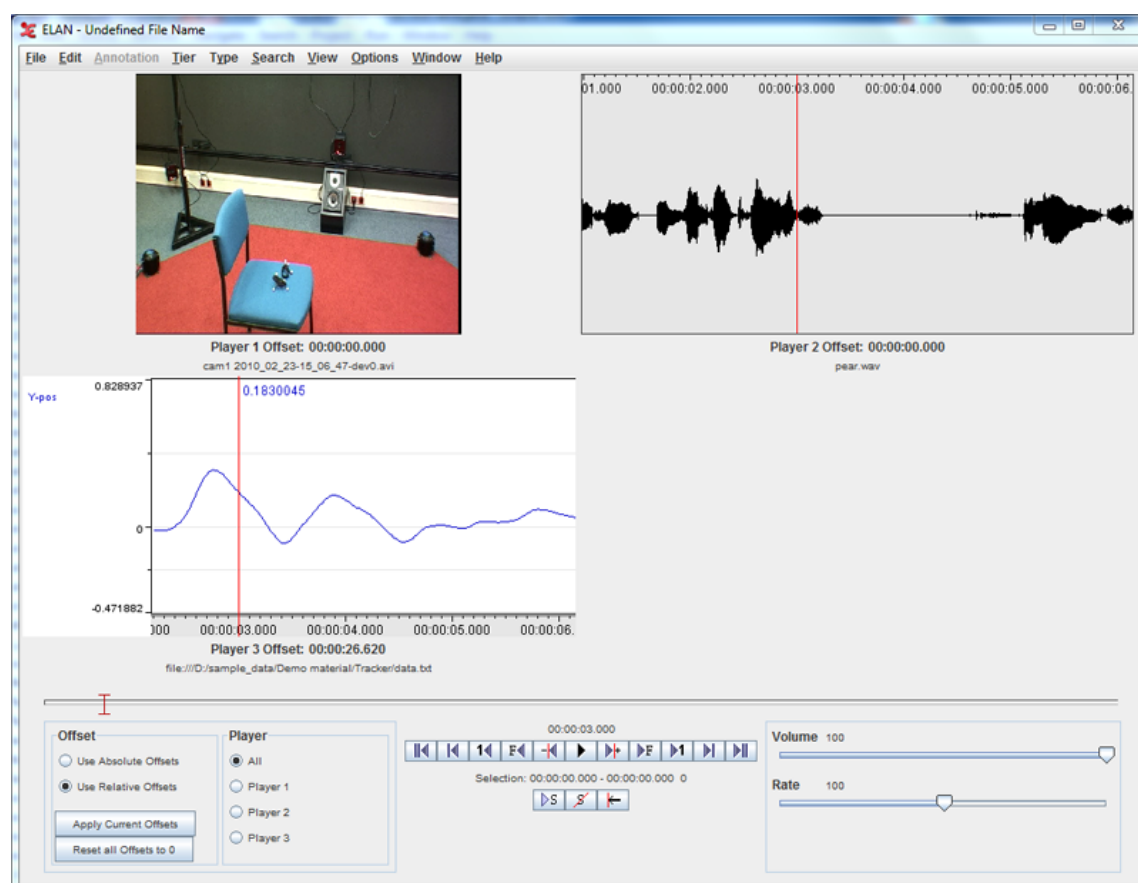 ELAN - Undefined File Name
File Edit Annotation Tier Type Search View Options Window Help
01.000 00:00:02.000 00:00:03.000 00:00:04.000 00:00:05.000 00:00:06.
Player 1 Offset: 00:00:00.000
cam1 2010_02_23-15_06_47-dev0.avi
Player 2 Offset: 00:00:00.000
pear.wav
Y-pos
0.828937
0.1830045
0
-0.471882
000 00:00:03.000 00:00:04.000 00:00:05.000 00:00:06.
Player 3 Offset: 00:00:26.620
file:///D:/sample_data/Demo material/Tracker/data.txt
Offset
Use Absolute Offsets
Use Relative Offsets
Apply Current Offsets
Reset all Offsets to 0
Player
All
Player 1
Player 2
Player 3
00:00:03.000
1 F F 1
Selection: 00:00:00.000 - 00:00:00.000 0
S S
Volume 100
Rate 100